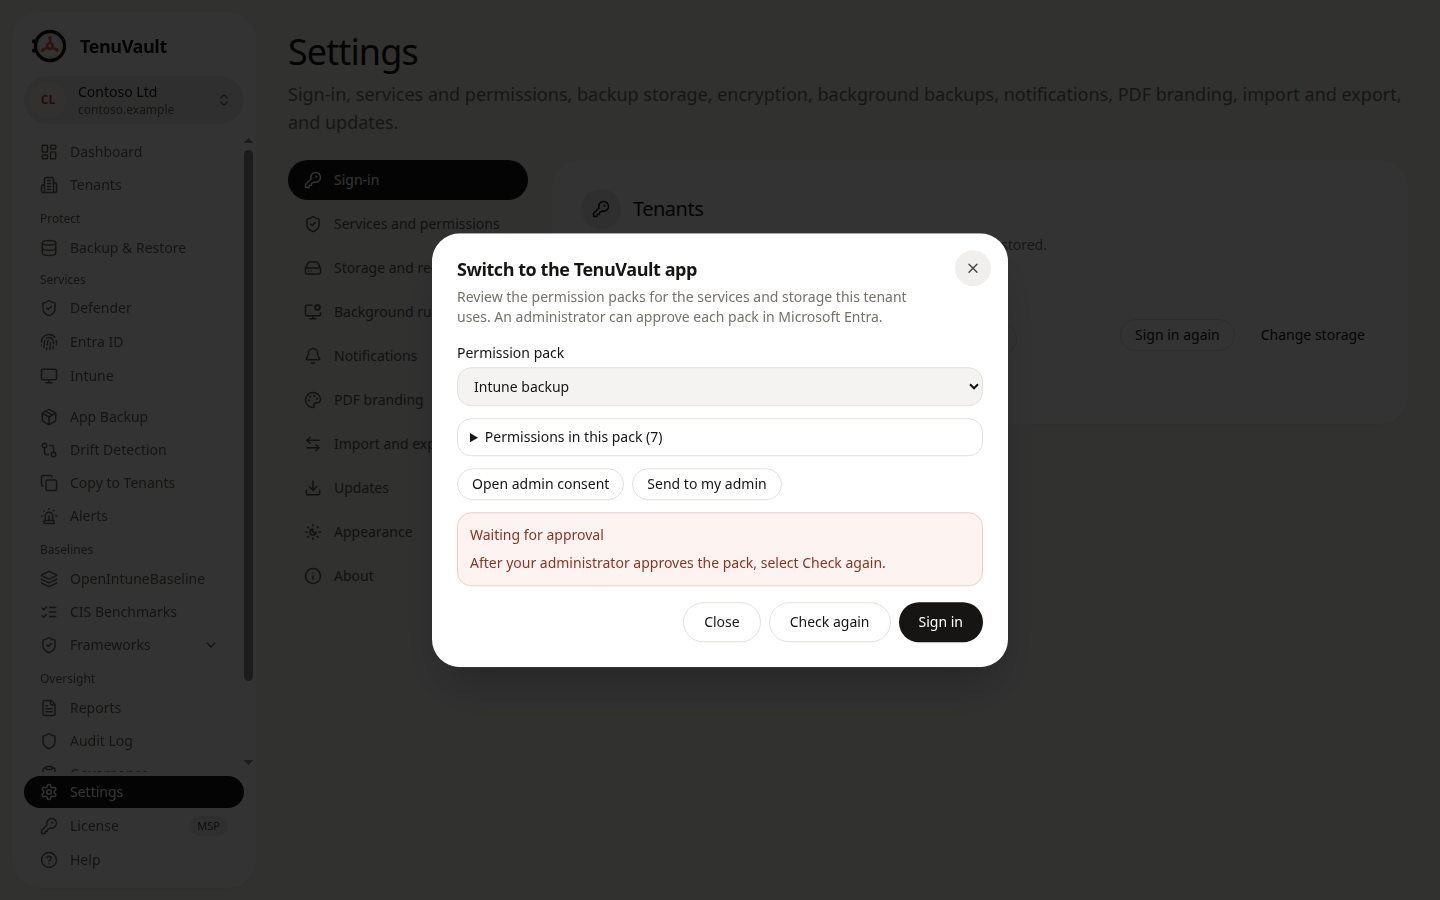 TenuVault
CL
Contoso Ltd
contoso.example
Dashboard
Tenants
Protect
Backup & Restore
Services
Defender
Entra ID
Intune
App Backup
Drift Detection
Copy to Tenants
Alerts
Baselines
OpenIntuneBaseline
CIS Benchmarks
Frameworks
Oversight
Reports
Audit Log
Settings
License
MSP
Help
Settings
Sign-in, services and permissions, backup storage, encryption, background backups, notifications, PDF branding, import and export,
and updates.
Sign-in
Services and permissions
Storage and re
Background ru
Notifications
PDF branding
Import and exp
Updates
Appearance
About
Tenants
stored.
Sign in again
Change storage
Switch to the TenuVault app
Review the permission packs for the services and storage this tenant
uses. An administrator can approve each pack in Microsoft Entra.
Permission pack
Intune backup
Permissions in this pack (7)
Open admin consent
Send to my admin
Waiting for approval
After your administrator approves the pack, select Check again.
Close
Check again
Sign in